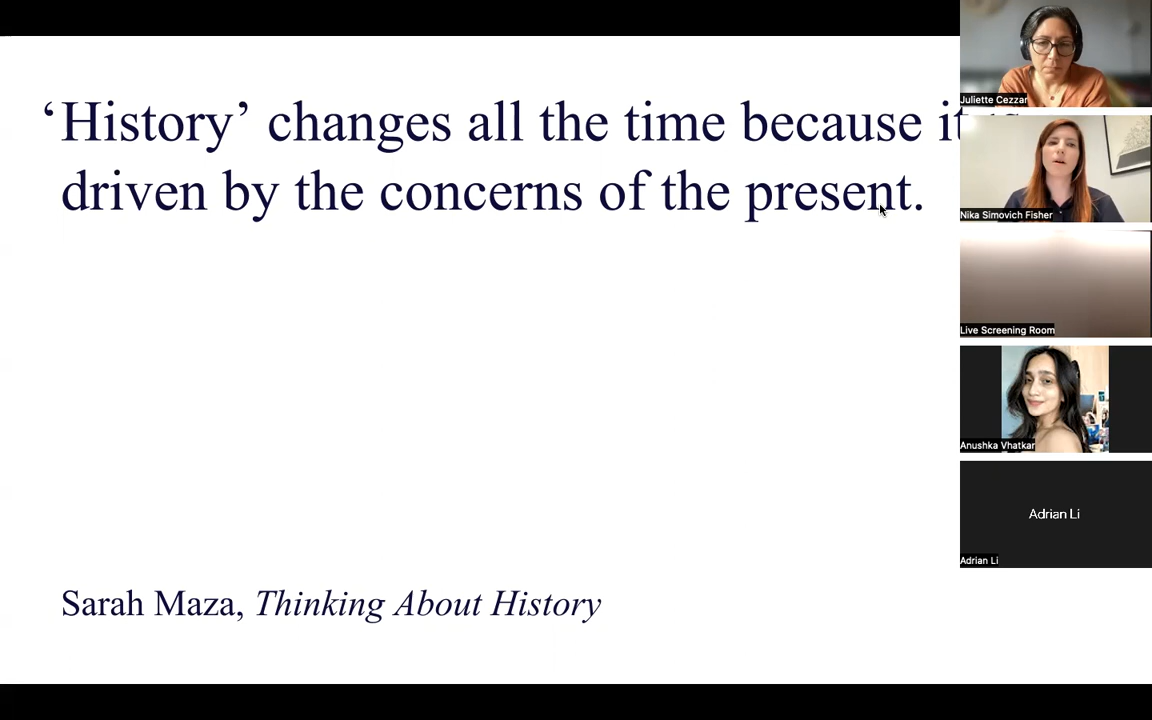 ‘History’ changes all the time because it
driven by the concerns of the present.
Sarah Maza, Thinking About History
Juliette Cezzar
Nika Simovich Fisher
Live Screening Room
Anushka Vhatkar
Adrian Li
Adrian Li